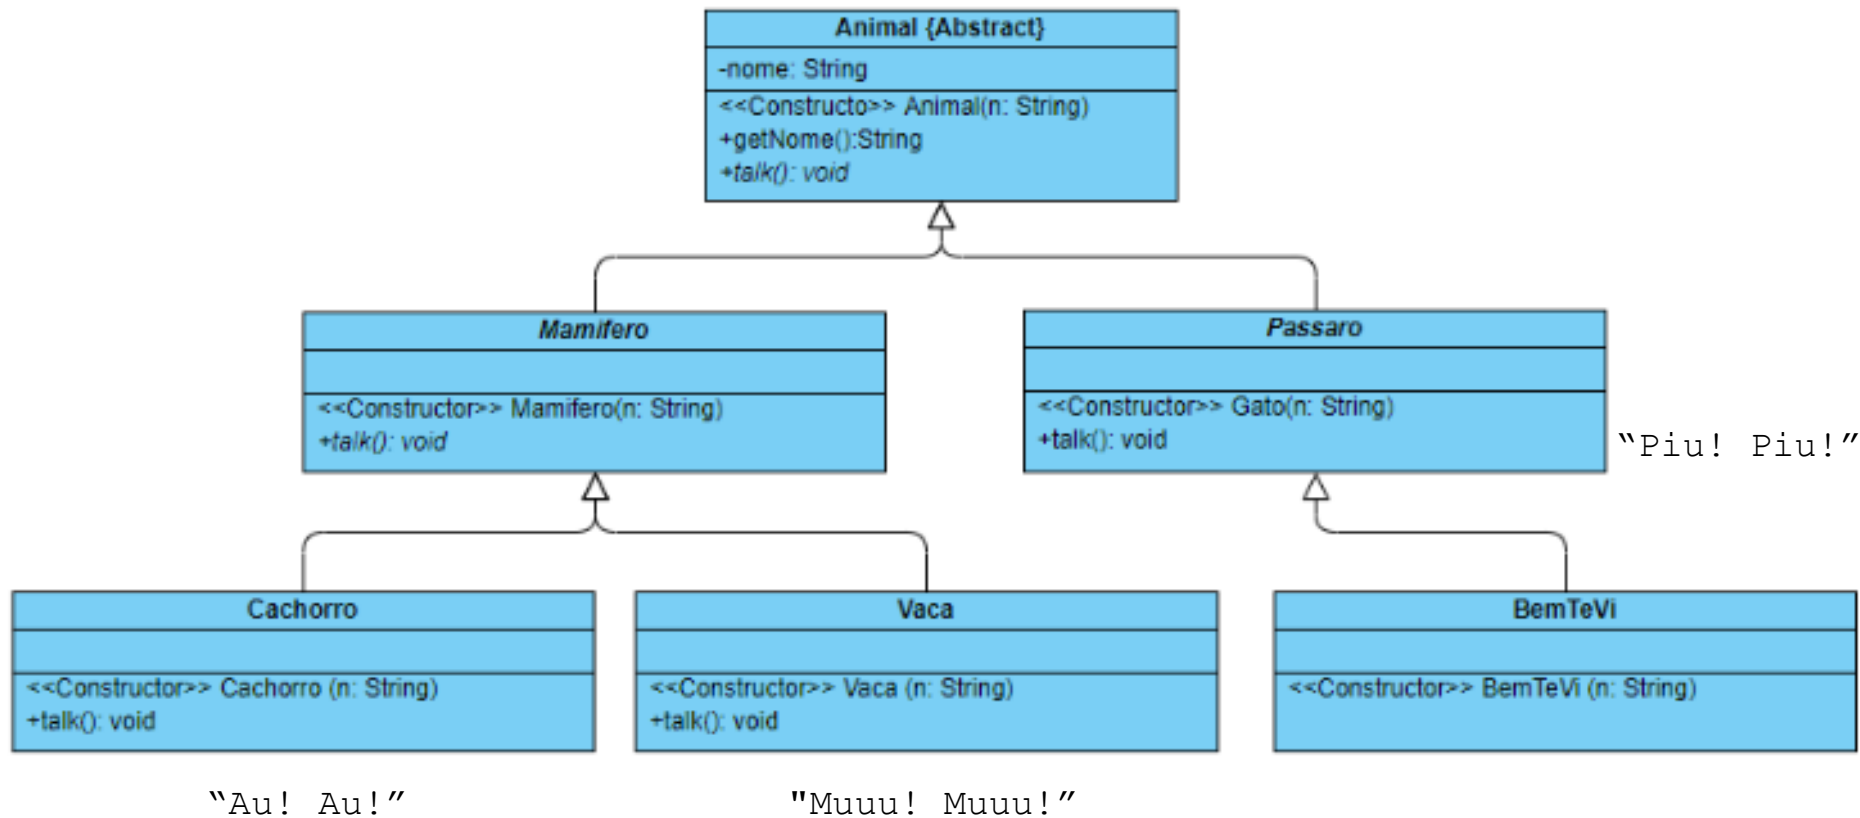 Animal {Abstract}
-nome: String
<<Constructo>> Animal(n: String)
+getNome():String
+talk(): void
Mamifero
<<Constructor>> Mamifero(n: String)
+talk(): void
Passaro
<<Constructor>> Gato(n: String)
+talk(): void
“Piu! Piu!”
Cachorro
<<Constructor>> Cachorro (n: String)
+talk(): void
“Au! Au!”
Vaca
<<Constructor>> Vaca (n: String)
+talk(): void
"Muuu! Muuu!”
BemTeVi
<<Constructor>> BemTeVi (n: String)